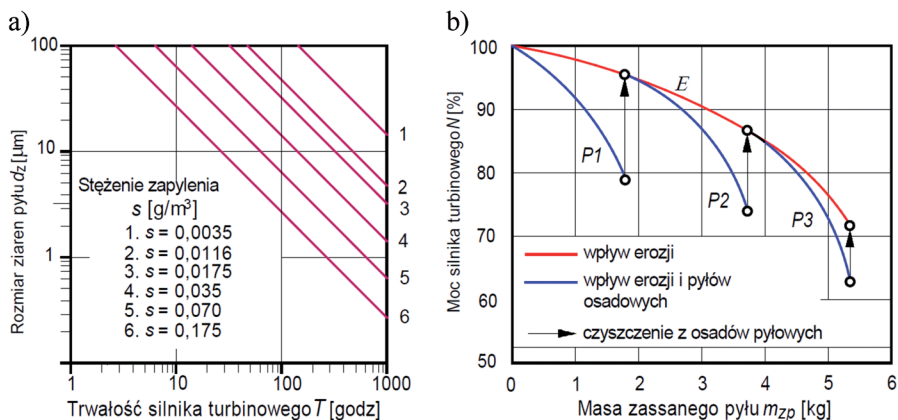 a)
100
10
1
Rozmiar ziaren pyłu dz [µm]
Stężenie zapylenia
s [g/m³]
1. s = 0,0035
2. s = 0,0116
3. s = 0,0175
4. s = 0,035
5. s = 0,070
6. s = 0,175
1
2
3
4
5
6
1 10 100 1000
Trwałość silnika turbinowego T [godz]
b)
100
90
80
70
60
50
Moc silnika turbinowego N [%]
E
P1
P2
P3
wpływ erozji
wpływ erozji i pyłów
osadowych
czyszczenie z osadów pyłowych
0 1 2 3 4 5 6
Masa zassanego pyłu mzp [kg]